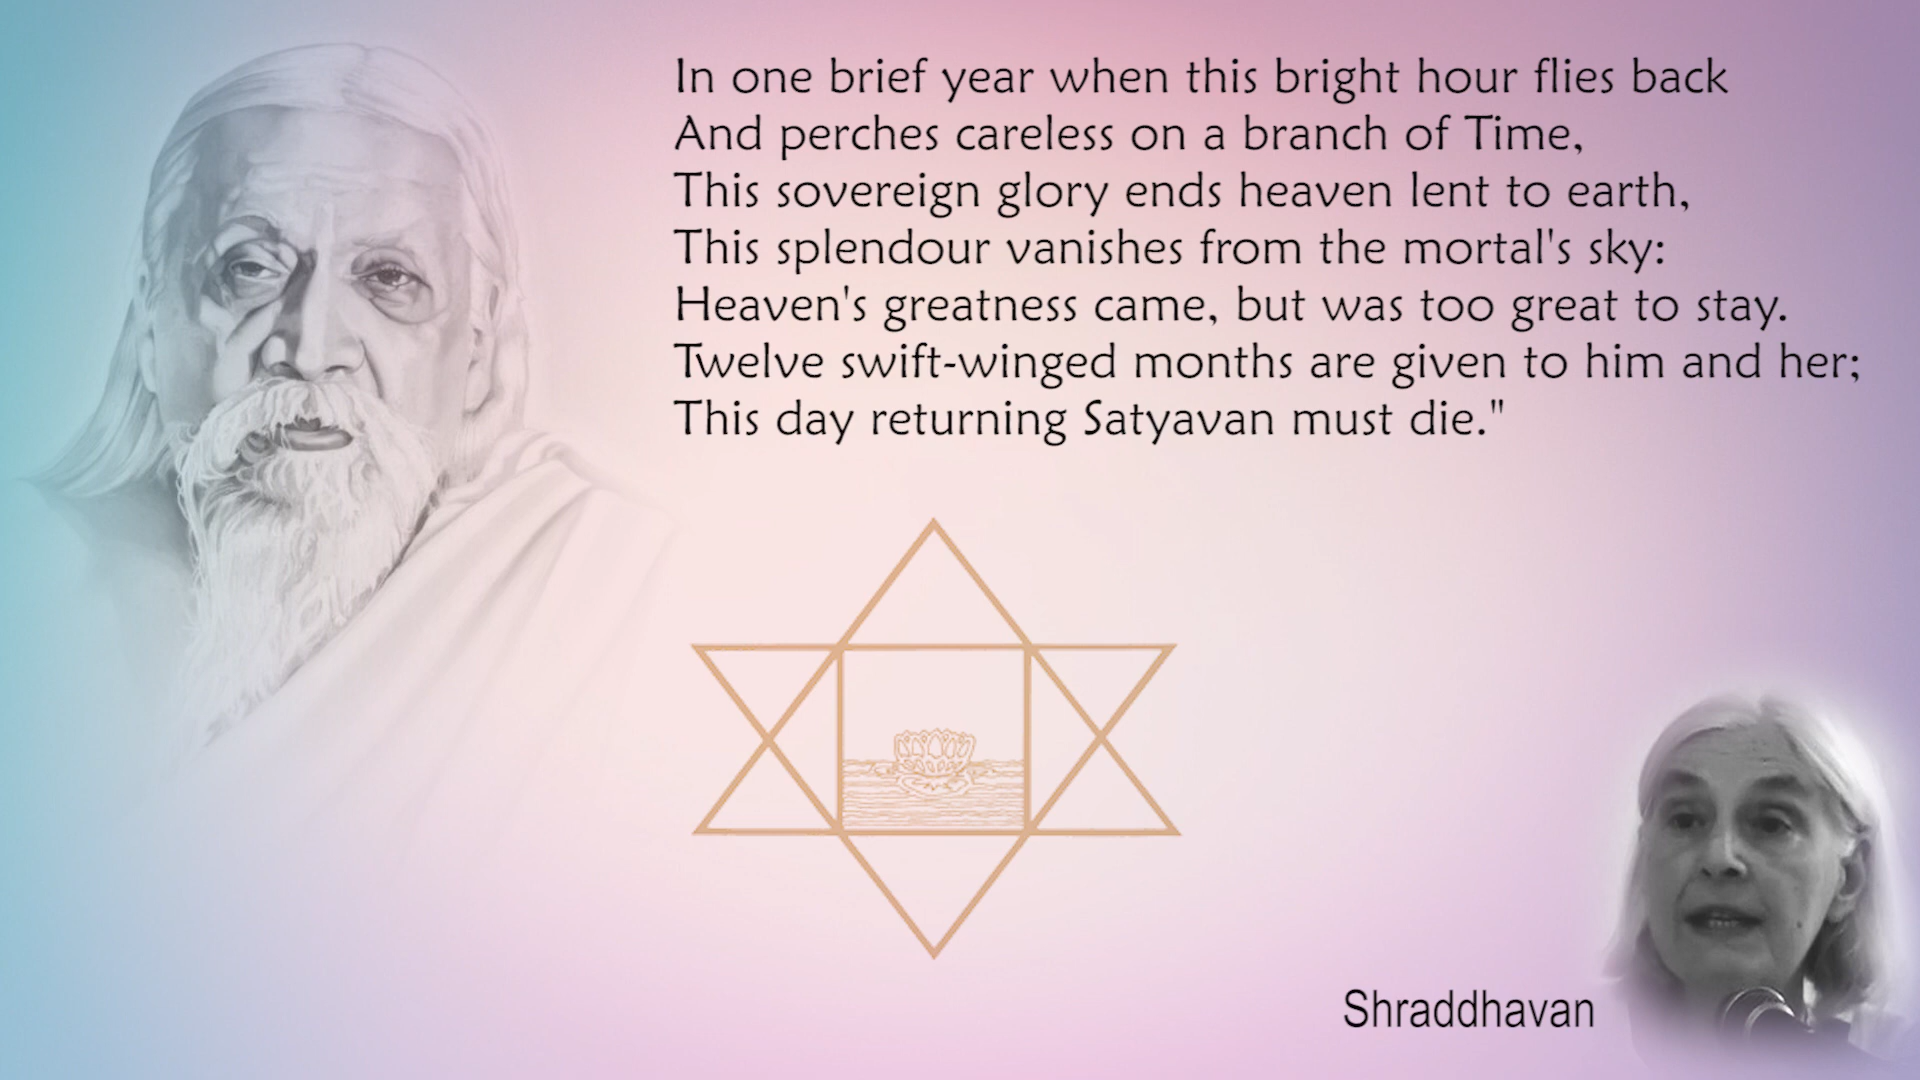 In one brief year when this bright hour flies back
And perches careless on a branch of Time,
This sovereign glory ends heaven lent to earth,
This splendour vanishes from the mortal's sky:
Heaven's greatness came, but was too great to stay.
Twelve swift-winged months are given to him and her;
This day returning Satyavan must die."
Shraddhavan